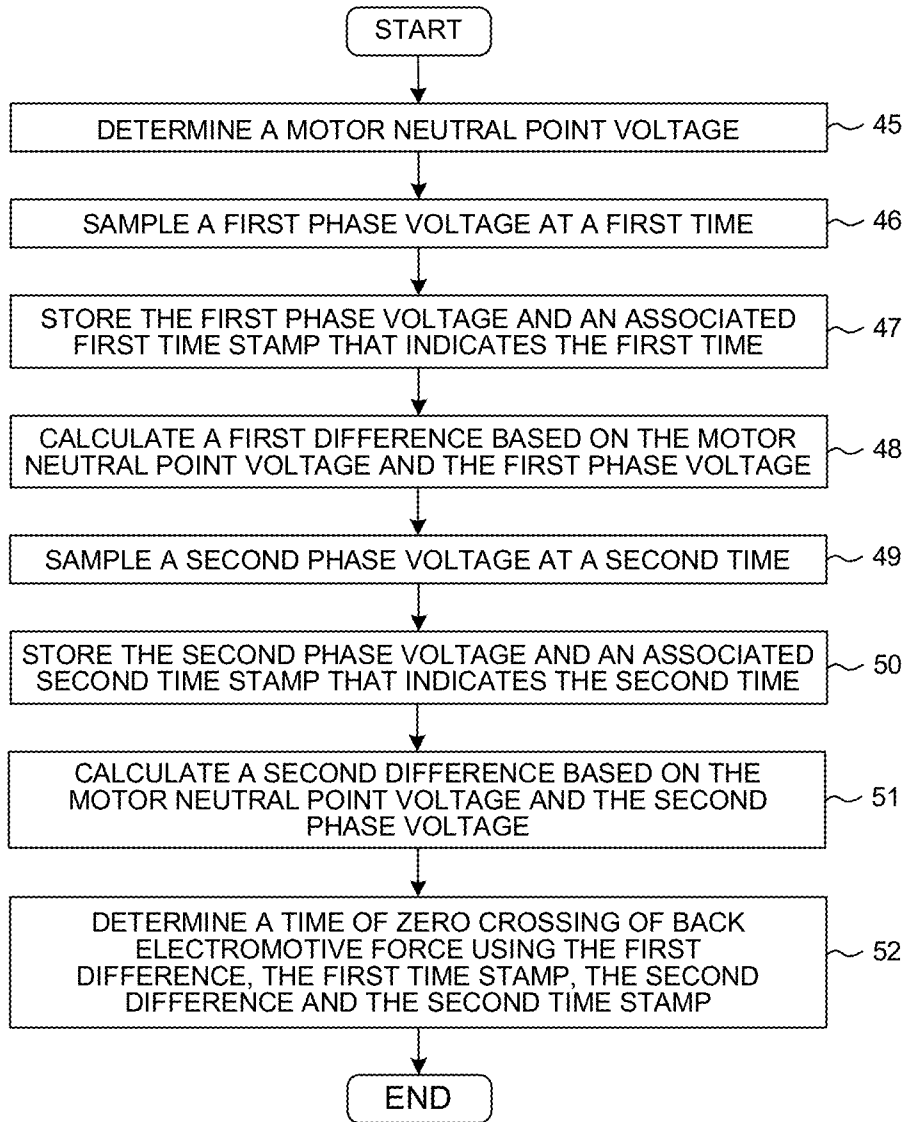 START
DETERMINE A MOTOR NEUTRAL POINT VOLTAGE
45
SAMPLE A FIRST PHASE VOLTAGE AT A FIRST TIME
46
STORE THE FIRST PHASE VOLTAGE AND AN ASSOCIATED
FIRST TIME STAMP THAT INDICATES THE FIRST TIME
47
CALCULATE A FIRST DIFFERENCE BASED ON THE MOTOR
NEUTRAL POINT VOLTAGE AND THE FIRST PHASE VOLTAGE
48
SAMPLE A SECOND PHASE VOLTAGE AT A SECOND TIME
49
STORE THE SECOND PHASE VOLTAGE AND AN ASSOCIATED
SECOND TIME STAMP THAT INDICATES THE SECOND TIME
50
CALCULATE A SECOND DIFFERENCE BASED ON THE
MOTOR NEUTRAL POINT VOLTAGE AND THE SECOND
PHASE VOLTAGE
51
DETERMINE A TIME OF ZERO CROSSING OF BACK
ELECTROMOTIVE FORCE USING THE FIRST
DIFFERENCE, THE FIRST TIME STAMP, THE SECOND
DIFFERENCE AND THE SECOND TIME STAMP
52
END